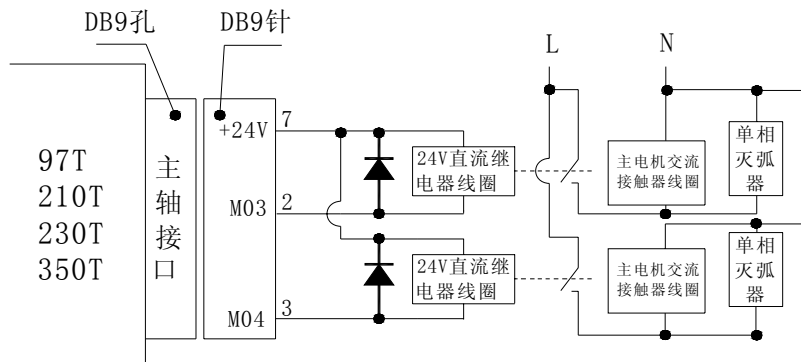 DB9孔
DB9针
L
N
97T
210T
230T
350T
主轴接口
+24V
7
M03
2
M04
3
24V直流继
电器线圈
主电机交流
接触器线圈
单相
灭弧
器
24V直流继
电器线圈
主电机交流
接触器线圈
单相
灭弧
器